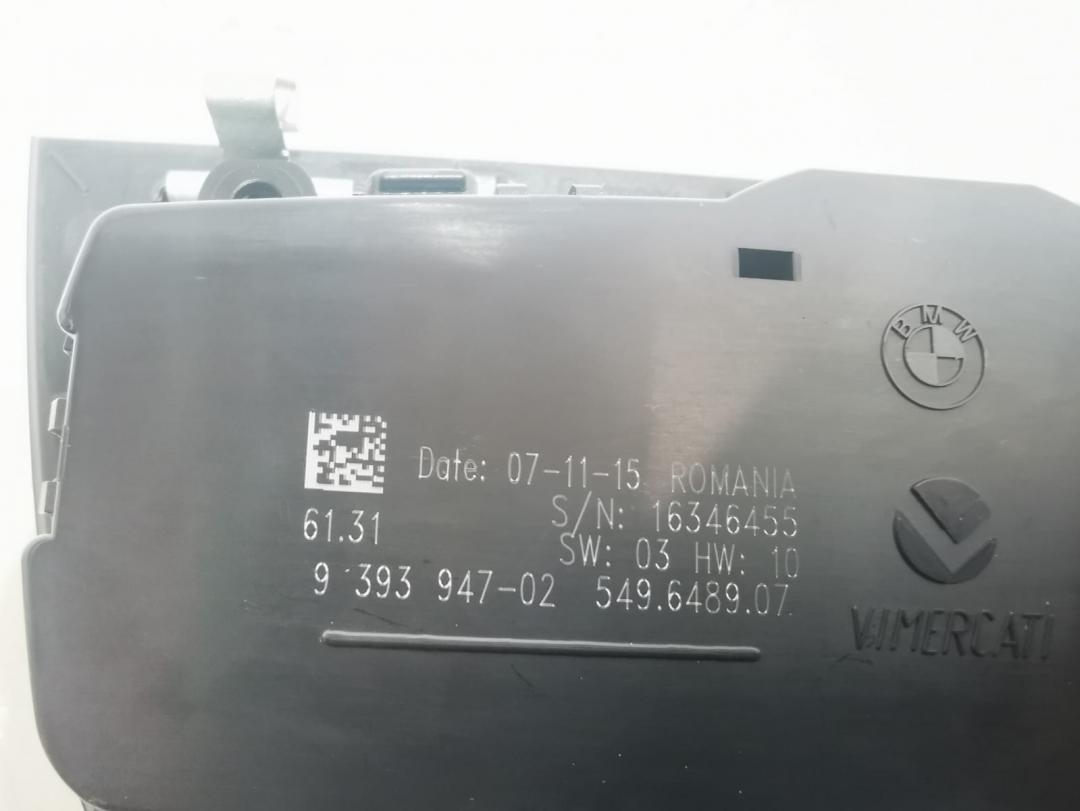 BMW
Date: 07-11-15 ROMANIA
S/N: 16346455
61.31
SW: 03 HW: 10
9 393 947-02 549.6489.07
VIMERCATI